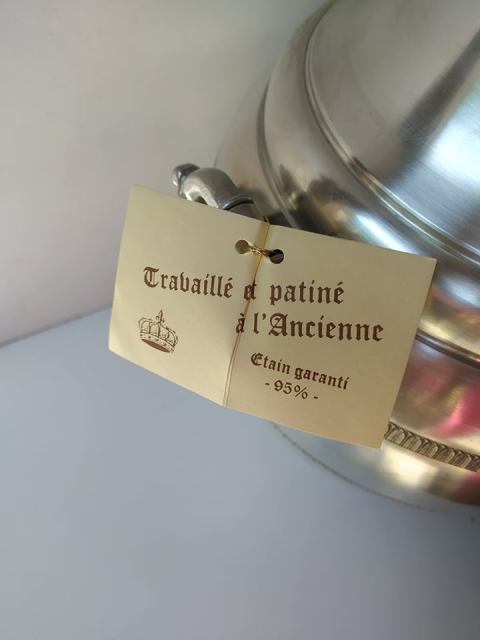 Travaillé et patiné
à l'Ancienne
Etain garanti
- 95% -